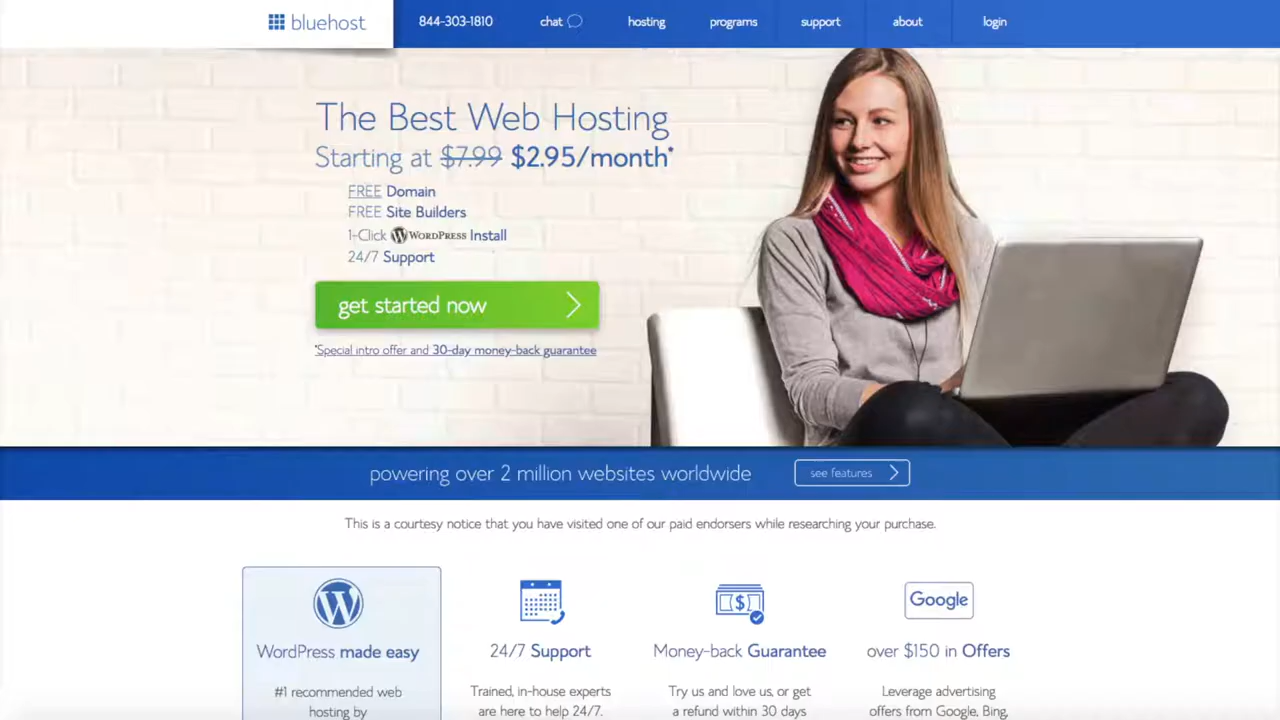 bluehost
844-303-1810
chat
hosting
programs
support
about
login
The Best Web Hosting
Starting at $7.99 $2.95/month*
FREE Domain
FREE Site Builders
1-Click WORDPRESS Install
24/7 Support
get started now
*Special intro offer and 30-day money-back guarantee
powering over 2 million websites worldwide
see features
This is a courtesy notice that you have visited one of our paid endorsers while researching your purchase.
WordPress made easy
#1 recommended web
hosting by
24/7 Support
Trained, in-house experts
are here to help 24/7.
$
Money-back Guarantee
Try us and love us, or get
a refund within 30 days
Google
over $150 in Offers
Leverage advertising
offers from Google, Bing,